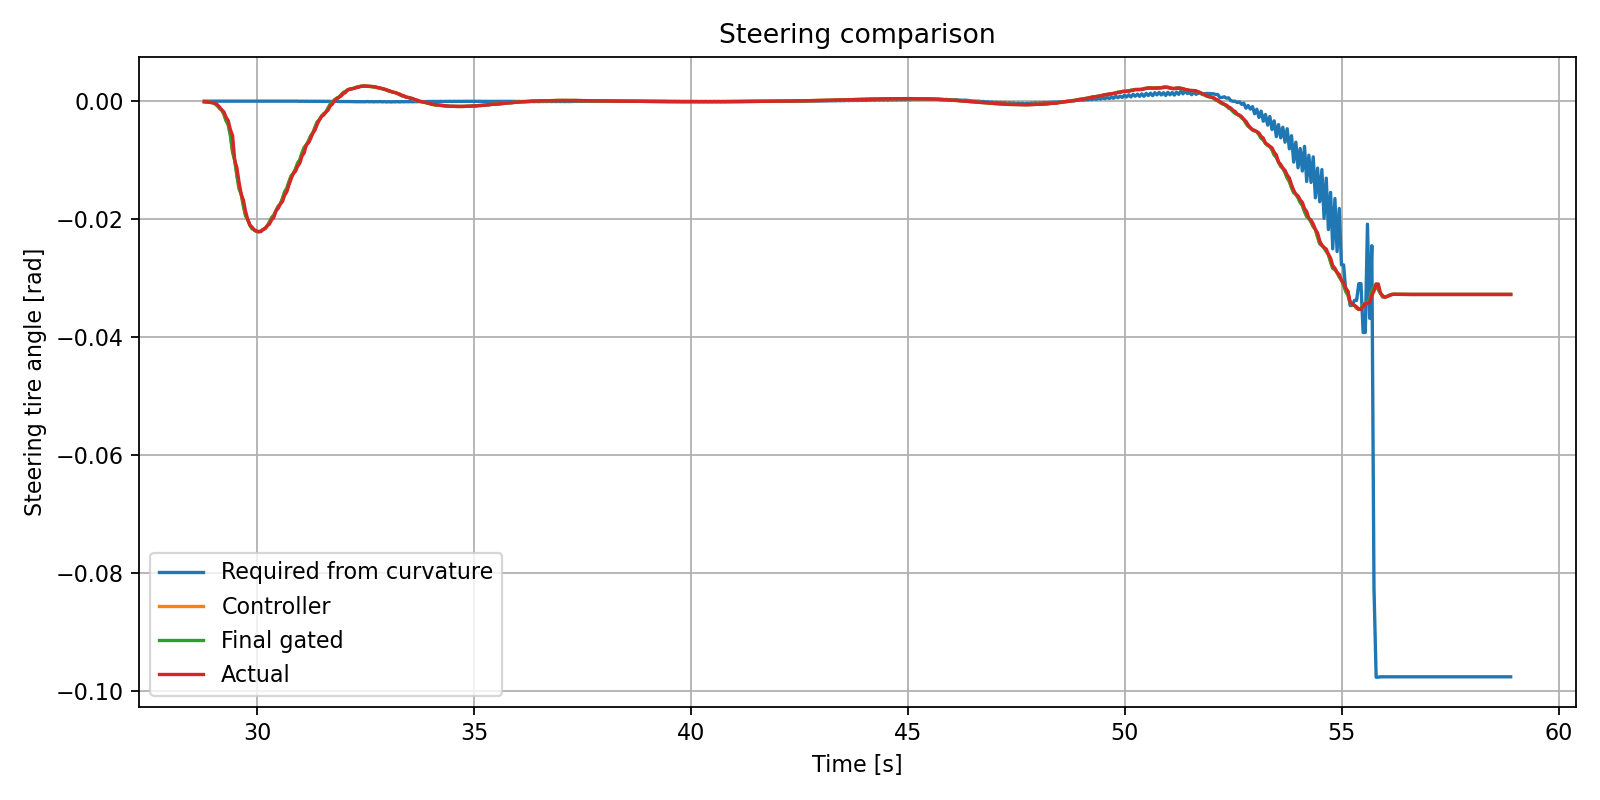 Steering comparison
Steering tire angle [rad]
0.00
−0.02
−0.04
−0.06
−0.08
−0.10
Required from curvature
Controller
Final gated
Actual
30 35 40 45 50 55 60
Time [s]